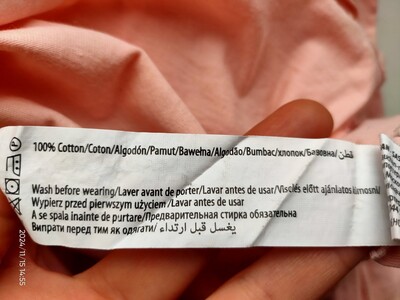 100% Cotton/Coton/Algodón/Pamut/Bawełna/Algodão/Bumbac/хлопок/Бавовна/ قطن
Wash before wearing/Laver avant de porter/Lavar antes de usar/Viselés előtt ajánlatos kimosni/
Wypierz przed pierwszym użyciem /Lavar antes de usar
A se spala inainte de purtare/Предварительная стирка обязательна
Випрати перед тим як одягати/ يغسل قبل ارتداء
2024/11/15 14:55